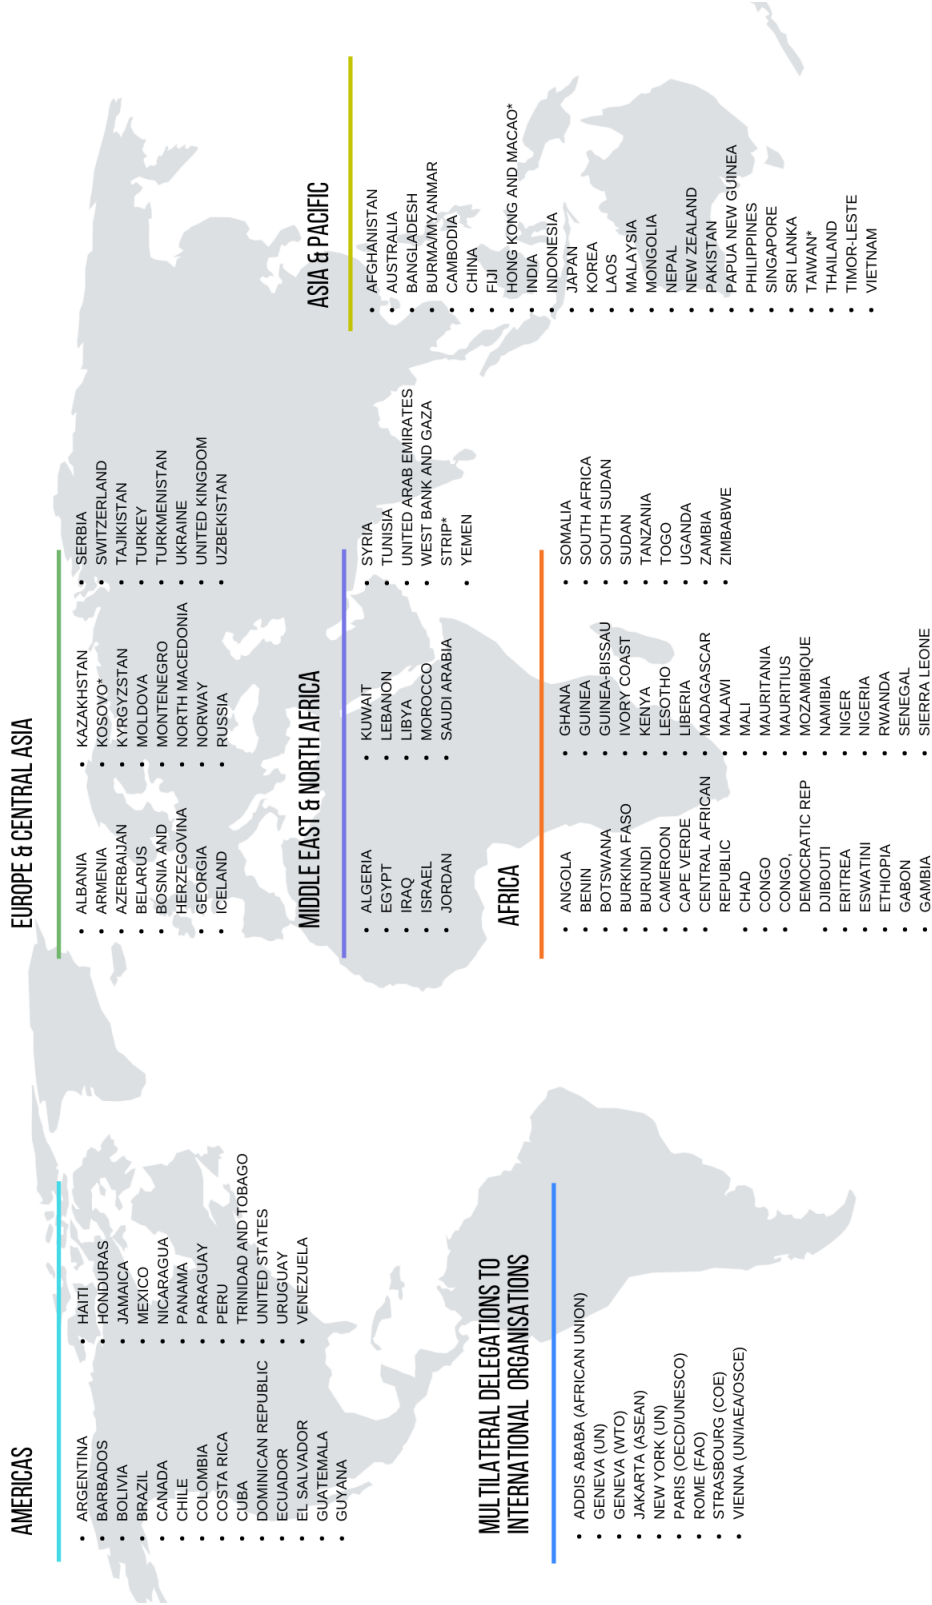 AMERICAS
ARGENTINA
BARBADOS
BOLIVIA
BRAZIL
CANADA
CHILE
COLOMBIA
COSTA RICA
CUBA
DOMINICAN REPUBLIC
ECUADOR
EL SALVADOR
GUATEMALA
GUYANA
HAITI
HONDURAS
JAMAICA
MEXICO
NICARAGUA
PANAMA
PARAGUAY
PERU
TRINIDAD AND TOBAGO
UNITED STATES
URUGUAY
VENEZUELA
MULTILATERAL DELEGATIONS TO
INTERNATIONAL ORGANISATIONS
ADDIS ABABA (AFRICAN UNION)
GENEVA (UN)
GENEVA (WTO)
JAKARTA (ASEAN)
NEW YORK (UN)
PARIS (OECD/UNESCO)
ROME (FAO)
STRASBOURG (COE)
VIENNA (UN/IAEA/OSCE)
EUROPE & CENTRAL ASIA
ALBANIA
ARMENIA
AZERBAIJAN
BELARUS
BOSNIA AND
HERZEGOVINA
GEORGIA
ICELAND
KAZAKHSTAN
KOSOVO*
KYRGYZSTAN
MOLDOVA
MONTENEGRO
NORTH MACEDONIA
NORWAY
RUSSIA
SERBIA
SWITZERLAND
TAJIKISTAN
TURKEY
TURKMENISTAN
UKRAINE
UNITED KINGDOM
UZBEKISTAN
MIDDLE EAST & NORTH AFRICA
ALGERIA
EGYPT
IRAQ
ISRAEL
JORDAN
KUWAIT
LEBANON
LIBYA
MOROCCO
SAUDI ARABIA
SYRIA
TUNISIA
UNITED ARAB EMIRATES
WEST BANK AND GAZA
STRIP*
YEMEN
AFRICA
ANGOLA
BENIN
BOTSWANA
BURKINA FASO
BURUNDI
CAMEROON
CAPE VERDE
CENTRAL AFRICAN
REPUBLIC
CHAD
CONGO
CONGO,
DEMOCRATIC REP
DJIBOUTI
ERITREA
ESWATINI
ETHIOPIA
GABON
GAMBIA
GHANA
GUINEA
GUINEA-BISSAU
IVORY COAST
KENYA
LESOTHO
LIBERIA
MADAGASCAR
MALAWI
MALI
MAURITANIA
MAURITIUS
MOZAMBIQUE
NAMIBIA
NIGER
NIGERIA
RWANDA
SENEGAL
SIERRA LEONE
SOMALIA
SOUTH AFRICA
SOUTH SUDAN
SUDAN
TANZANIA
TOGO
UGANDA
ZAMBIA
ZIMBABWE
ASIA & PACIFIC
AFGHANISTAN
AUSTRALIA
BANGLADESH
BURMA/MYANMAR
CAMBODIA
CHINA
FIJI
HONG KONG AND MACAO*
INDIA
INDONESIA
JAPAN
KOREA
LAOS
MALAYSIA
MONGOLIA
NEPAL
NEW ZEALAND
PAKISTAN
PAPUA NEW GUINEA
PHILIPPINES
SINGAPORE
SRI LANKA
TAIWAN*
THAILAND
TIMOR-LESTE
VIETNAM